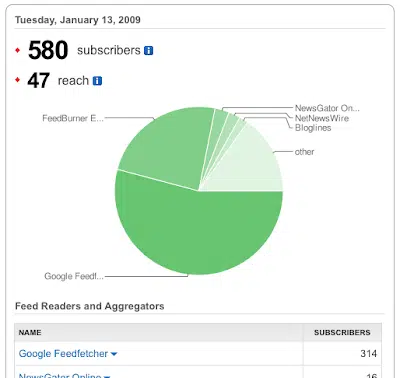 Tuesday, January 13, 2009
580 subscribers
47 reach
FeedBurner E...
NewsGator On...
NetNewsWire
Bloglines
other
Google Feedf...
Feed Readers and Aggregators
NAME SUBSCRIBERS
Google Feedfetcher 314
NewsGator Online 16